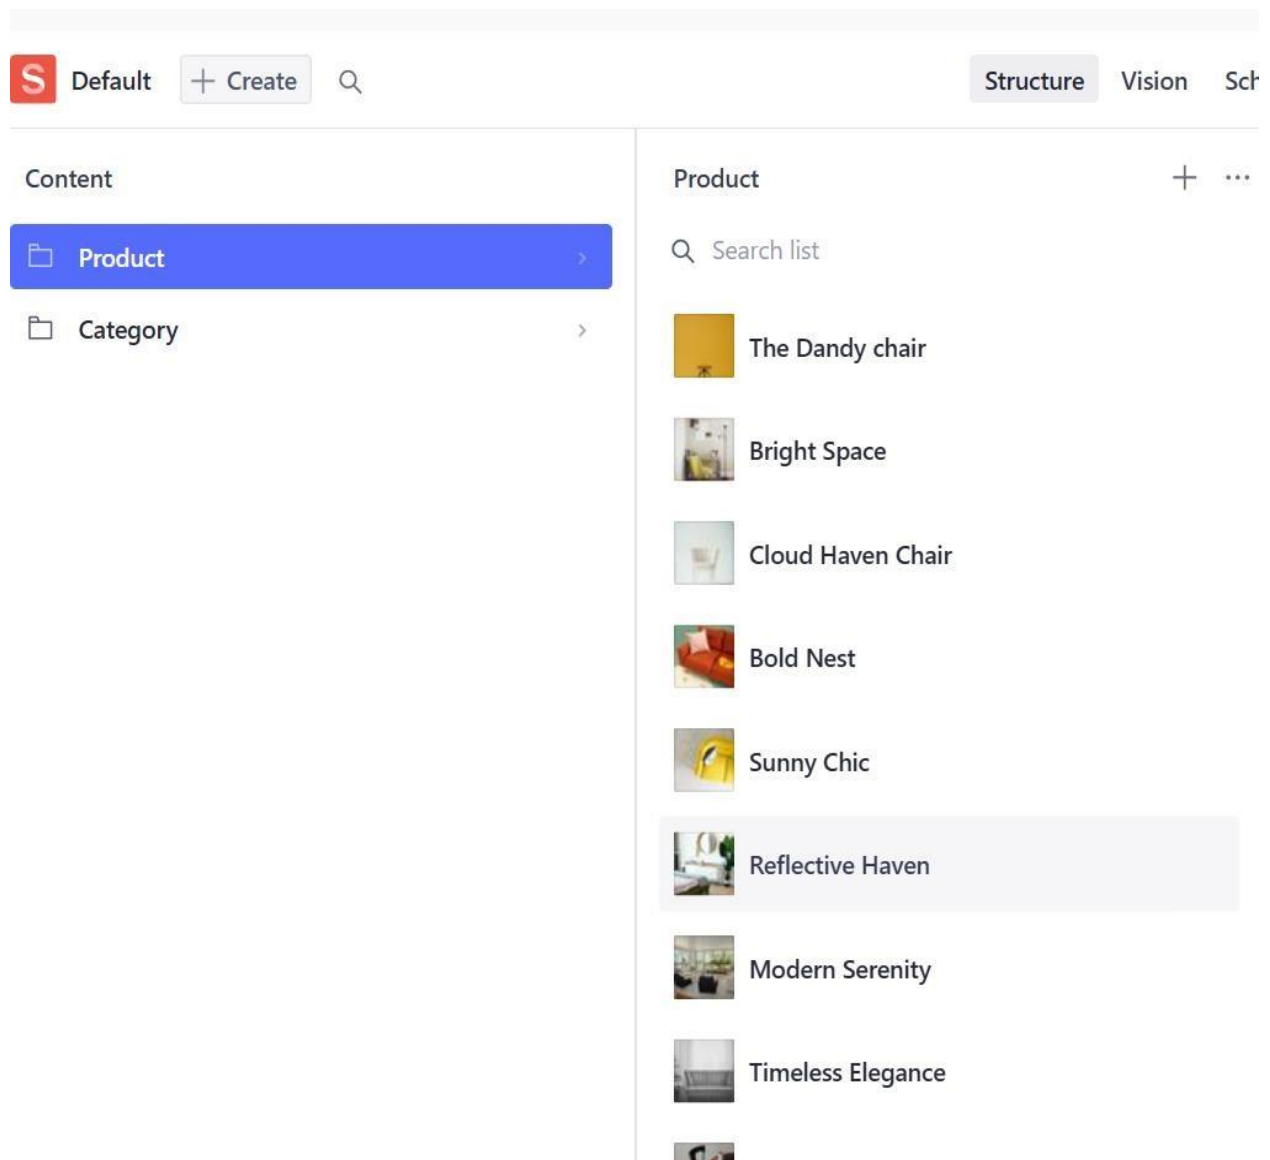 S Default + Create
Structure Vision Sch
Content
Product
Category
Product
Search list
The Dandy chair
Bright Space
Cloud Haven Chair
Bold Nest
Sunny Chic
Reflective Haven
Modern Serenity
Timeless Elegance